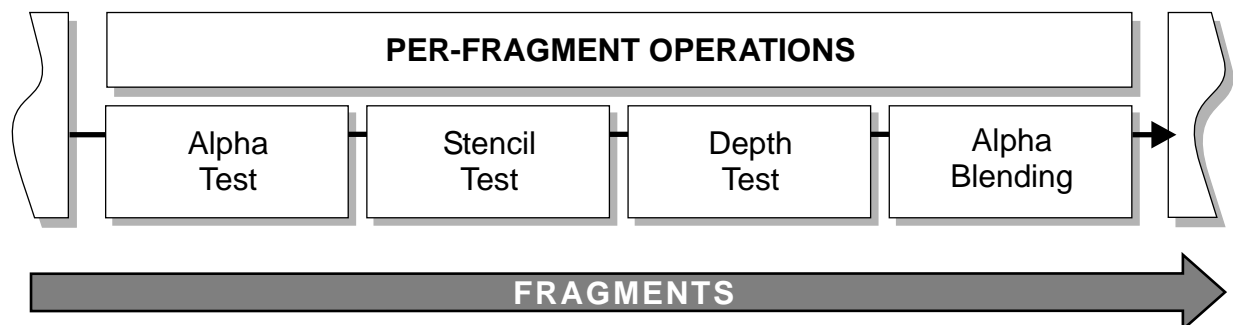 PER-FRAGMENT OPERATIONS
Alpha
Test
Stencil
Test
Depth
Test
Alpha
Blending
FRAGMENTS